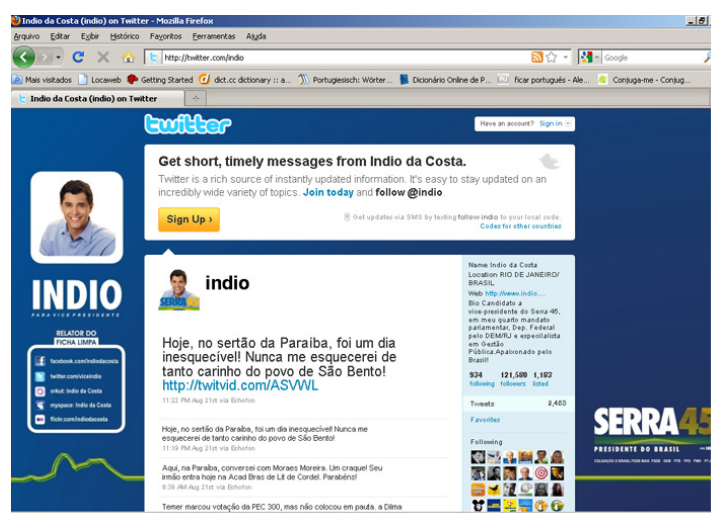 Indio da Costa (indio) on Twitter - Mozilla Firefox
Arquivo Editar Exibir Histórico Favoritos Ferramentas Ajuda
http://twitter.com/indio
Google
Mais visitados Locaweb Getting Started dict.cc dictionary :: a... Portugiesisch: Wörter... Dicionário Online de P... ficar português - Ale... Conjuga-me - Conjug...
Indio da Costa (indio) on Twitter
twitter
Have an account? Sign in
Get short, timely messages from Indio da Costa.
Twitter is a rich source of instantly updated information. It's easy to stay updated on an
incredibly wide variety of topics. Join today and follow @indio.
Sign Up ›
Get updates via SMS by texting follow indio to your local code.
Codes for other countries
INDIO
PARA VICE PRESIDENTE
RELATOR DO
FICHA LIMPA
facebook.com/indiodacosta
twitter.com/viceindio
orkut: Indio da Costa
myspace: Indio da Costa
flickr.com/indiodacosta
SERRA 45
indio
Hoje, no sertão da Paraíba, foi um dia
inesquecível! Nunca me esquecerei de
tanto carinho do povo de São Bento!
http://twitvid.com/ASVWL
11:22 PM Aug 21st via Echofon
Hoje, no sertão da Paraíba, foi um dia inesquecível! Nunca me
esquecerei de tanto carinho do povo de São Bento!
11:19 PM Aug 21st via Echofon
Aqui, na Paraíba, conversei com Moraes Moreira. Um craque! Seu
irmão entra hoje na Acad Bras de Lit de Cordel. Parabéns!
9:39 AM Aug 21st via Echofon
Temer marcou votação da PEC 300, mas não colocou em pauta. a Dilma
Name Indio da Costa
Location RIO DE JANEIRO/
BRASIL
Web http://www.indio....
Bio Candidato a
vice-presidente do Serra 45,
em meu quarto mandato
parlamentar, Dep. Federal
pelo DEM/RJ e especilalista
em Gestão
Pública.Apaixonado pelo
Brasil!
934 121,598 1,183
following followers listed
Tweets 2,453
Favorites
Following
SERRA 45
PRESIDENTE DO BRASIL